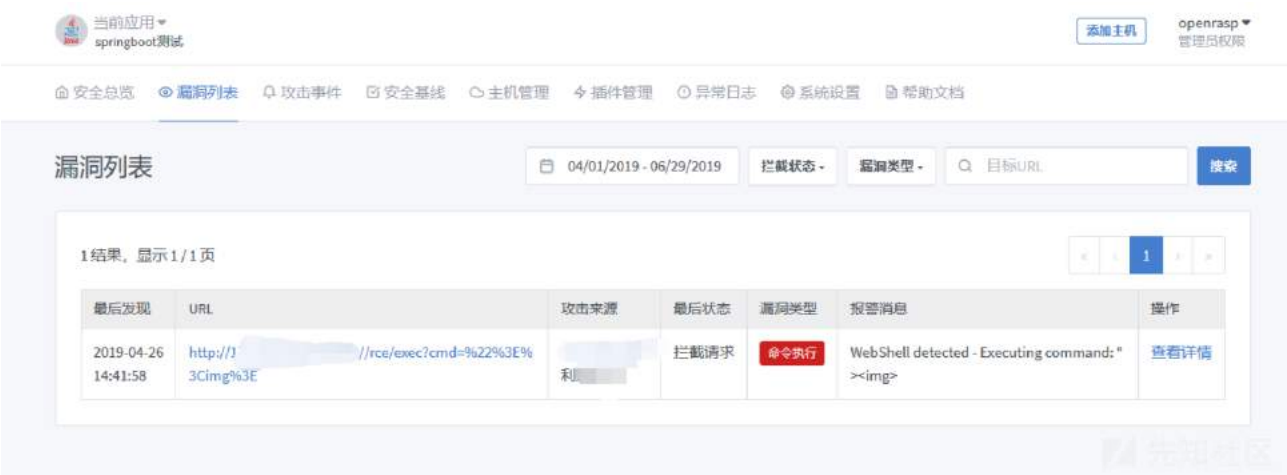 当前应用
springboot测试
添加主机
openrasp
管理员权限
安全总览 漏洞列表 攻击事件 安全基线 主机管理 插件管理 异常日志 系统设置 帮助文档
漏洞列表
04/01/2019 - 06/29/2019 拦截状态 漏洞类型 目标URL 搜索
1结果，显示 1 / 1 页
« ‹ 1 › »
最后发现 URL 攻击来源 最后状态 漏洞类型 报警消息 操作
2019-04-26 http://1 //rce/exec?cmd=%22%3E% 拦截请求 命令执行 WebShell detected - Executing command: " 查看详情
14:41:58 3Cimg%3E ><img>
先知社区